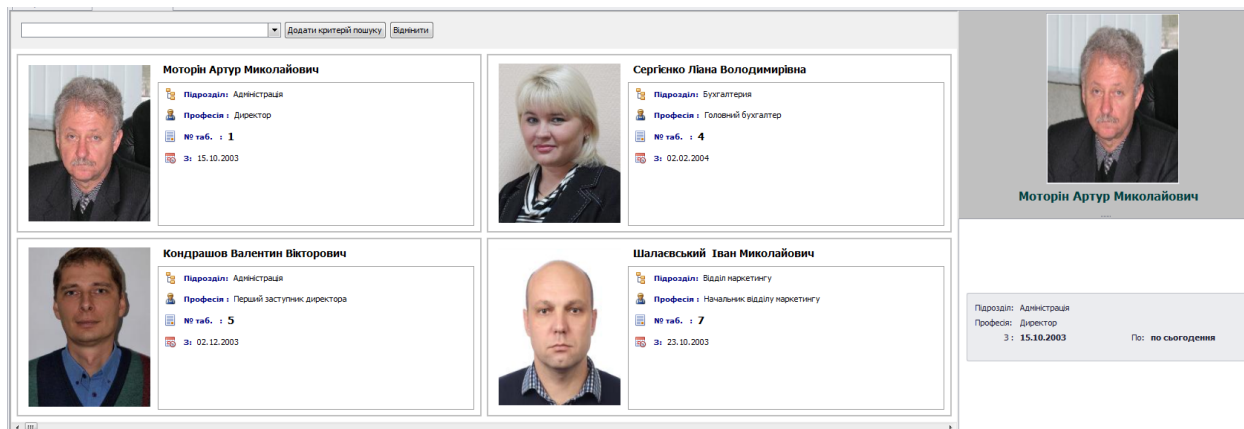 Додати критерій пошуку Відмінити
Моторін Артур Миколайович
Підрозділ: Адміністрація
Професія : Директор
№ таб. : 1
З: 15.10.2003
Сергієнко Ліана Володимирівна
Підрозділ: Бухгалтерия
Професія : Головний бухгалтер
№ таб. : 4
З: 02.02.2004
Кондрашов Валентин Вікторович
Підрозділ: Адміністрація
Професія : Перший заступник директора
№ таб. : 5
З: 02.12.2003
Шалаєвський Іван Миколайович
Підрозділ: Відділ маркетингу
Професія : Начальник відділу маркетингу
№ таб. : 7
З: 23.10.2003
Моторін Артур Миколайович
Підрозділ: Адміністрація
Професія: Директор
З : 15.10.2003 По: по сьогодення